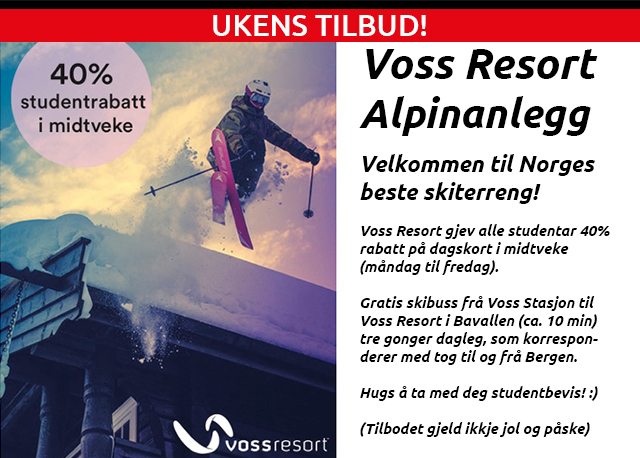 UKENS TILBUD!
40%
studentrabatt
i midtveke
vossresort
Voss Resort
Alpinanlegg
Velkommen til Norges
beste skiterreng!
Voss Resort gjev alle studentar 40%
rabatt på dagskort i midtveke
(måndag til fredag).
Gratis skibuss frå Voss Stasjon til
Voss Resort i Bavallen (ca. 10 min)
tre gonger dagleg, som korrespon-
derer med tog til og frå Bergen.
Hugs å ta med deg studentbevis! :)
(Tilbodet gjeld ikkje jol og påske)